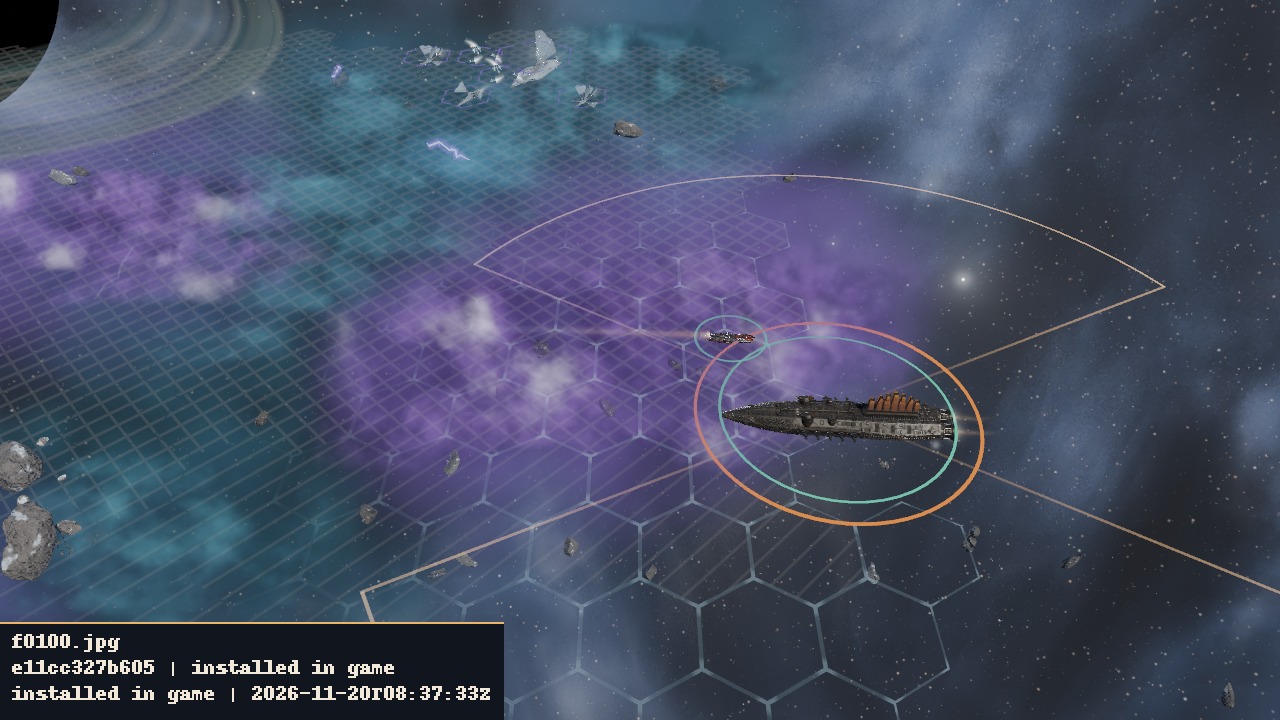 f0100.jpg
e11cc327b605 | installed in game
installed in game | 2026-11-20T08:37:33Z